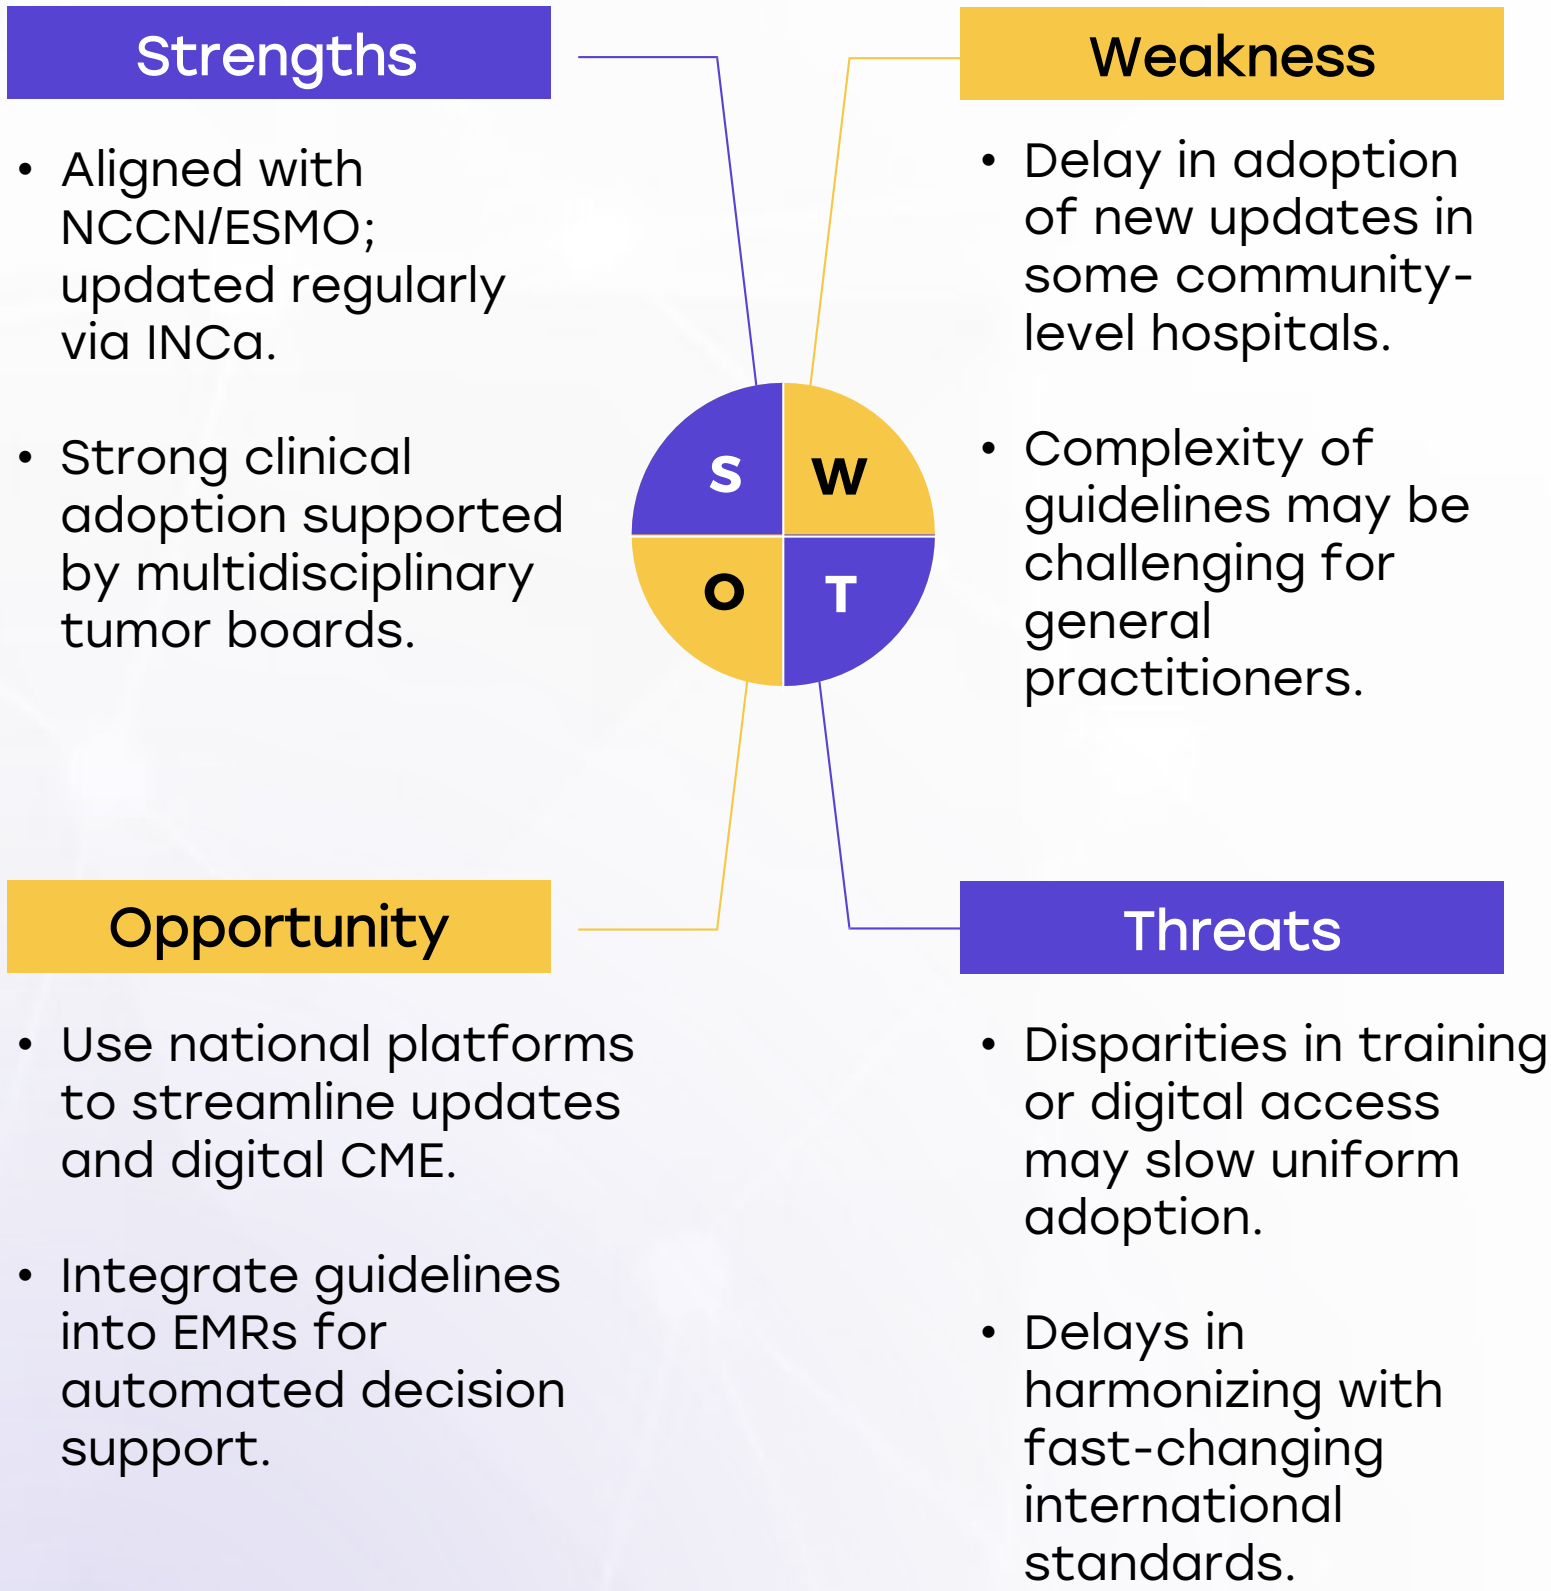 Strengths
• Aligned with
NCCN/ESMO;
updated regularly
via INCa.
• Strong clinical
adoption supported
by multidisciplinary
tumor boards.
Weakness
• Delay in adoption
of new updates in
some community-
level hospitals.
• Complexity of
guidelines may be
challenging for
general
practitioners.
S
W
O
T
Opportunity
• Use national platforms
to streamline updates
and digital CME.
• Integrate guidelines
into EMRs for
automated decision
support.
Threats
• Disparities in training
or digital access
may slow uniform
adoption.
• Delays in
harmonizing with
fast-changing
international
standards.